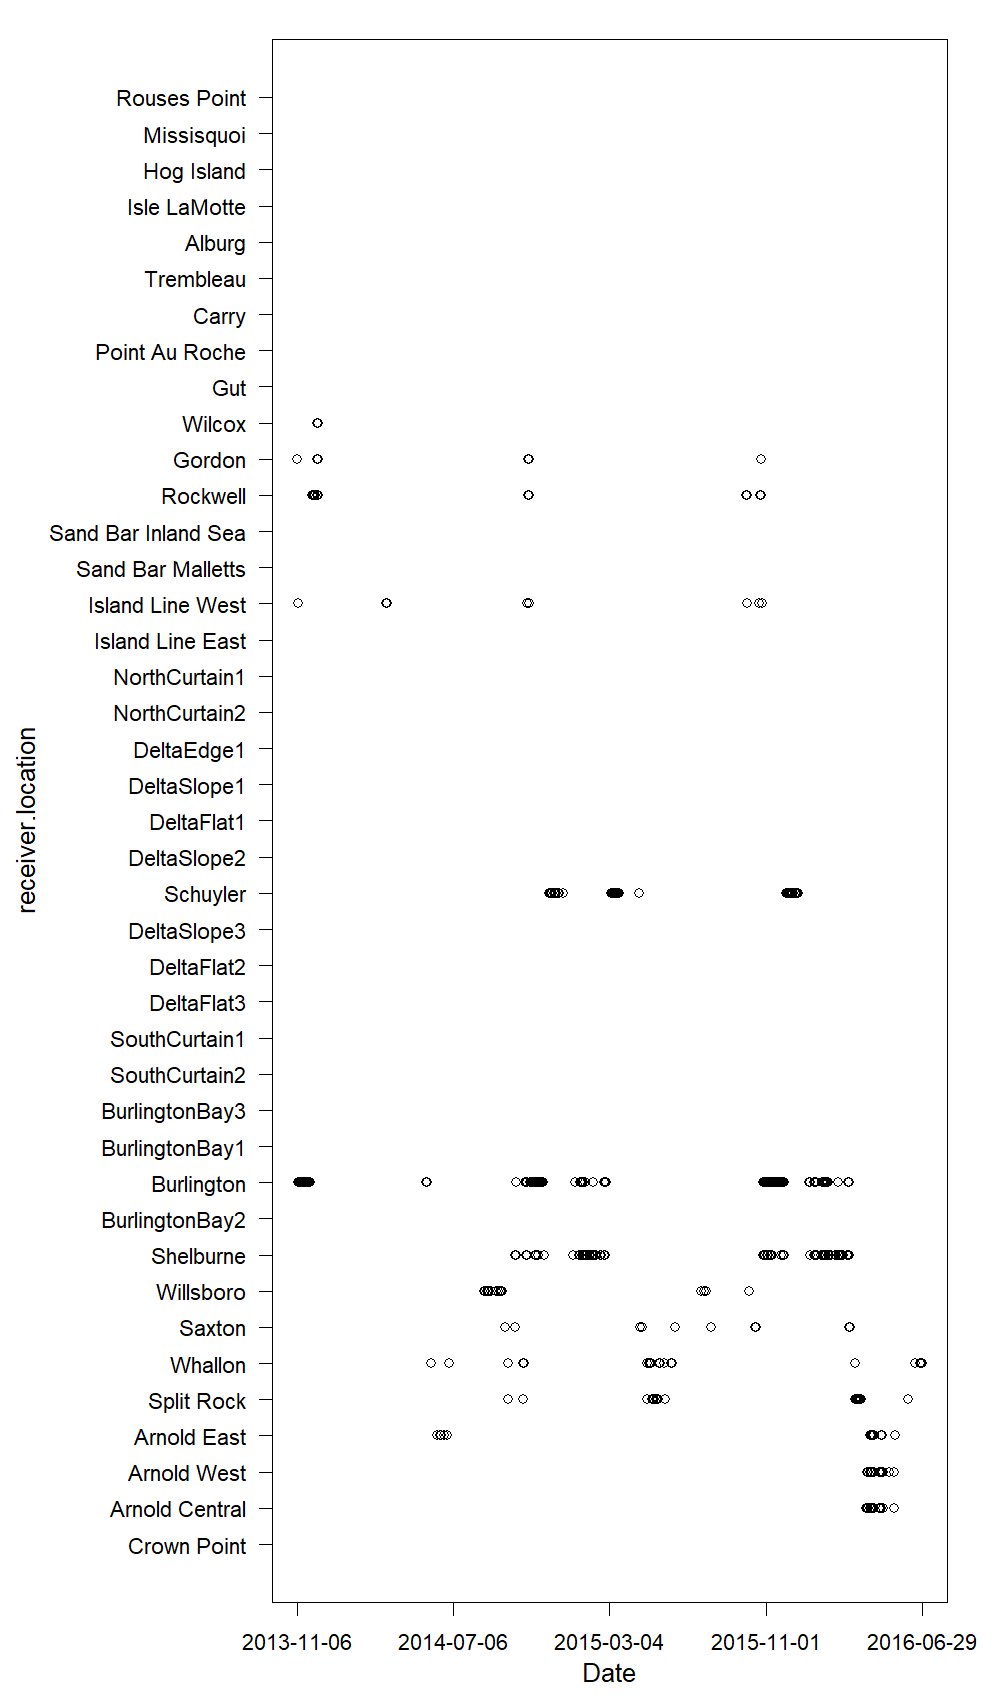 Rouses Point
Missisquoi
Hog Island
Isle LaMotte
Alburg
Trembleau
Carry
Point Au Roche
Gut
Wilcox
Gordon
Rockwell
Sand Bar Inland Sea
Sand Bar Malletts
Island Line West
Island Line East
NorthCurtain1
NorthCurtain2
DeltaEdge1
DeltaSlope1
DeltaFlat1
DeltaSlope2
Schuyler
DeltaSlope3
DeltaFlat2
DeltaFlat3
SouthCurtain1
SouthCurtain2
BurlingtonBay3
BurlingtonBay1
Burlington
BurlingtonBay2
Shelburne
Willsboro
Saxton
Whallon
Split Rock
Arnold East
Arnold West
Arnold Central
Crown Point
receiver.location
2013-11-06 2014-07-06 2015-03-04 2015-11-01 2016-06-29
Date